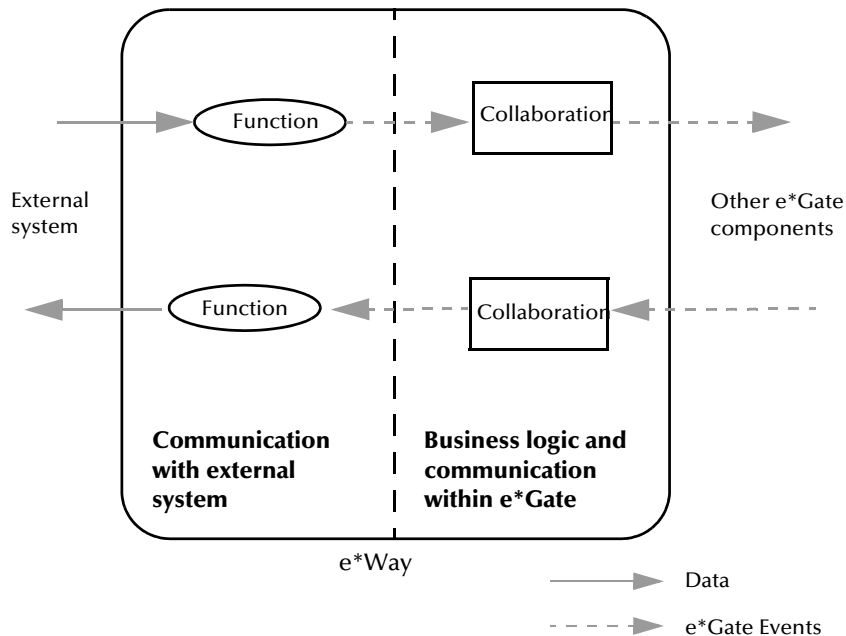 Function
Collaboration
External
system
Other e*Gate
components
Function
Collaboration
Communication
with external
system
Business logic and
communication
within e*Gate
e*Way
Data
e*Gate Events